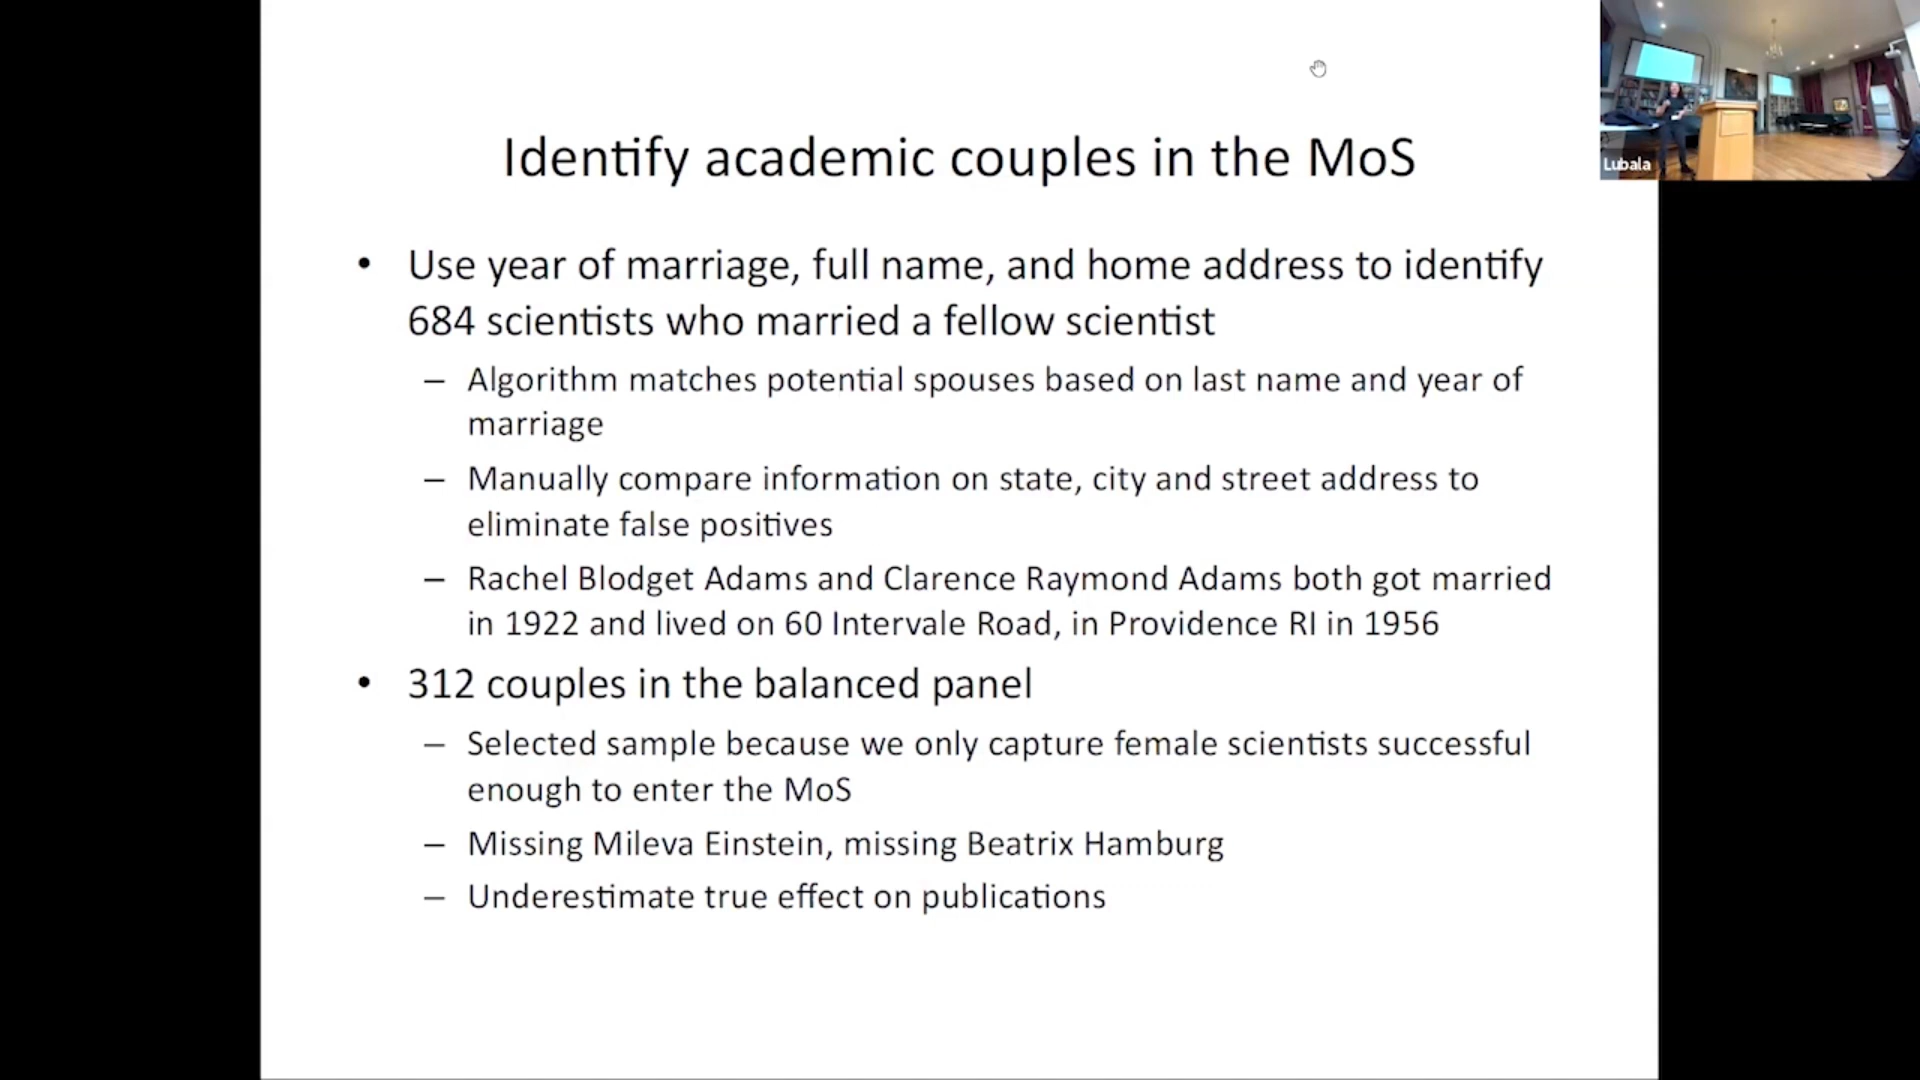 Identify academic couples in the MoS
• Use year of marriage, full name, and home address to identify
684 scientists who married a fellow scientist
– Algorithm matches potential spouses based on last name and year of
marriage
– Manually compare information on state, city and street address to
eliminate false positives
– Rachel Blodget Adams and Clarence Raymond Adams both got married
in 1922 and lived on 60 Intervale Road, in Providence RI in 1956
• 312 couples in the balanced panel
– Selected sample because we only capture female scientists successful
enough to enter the MoS
– Missing Mileva Einstein, missing Beatrix Hamburg
– Underestimate true effect on publications
Lubala